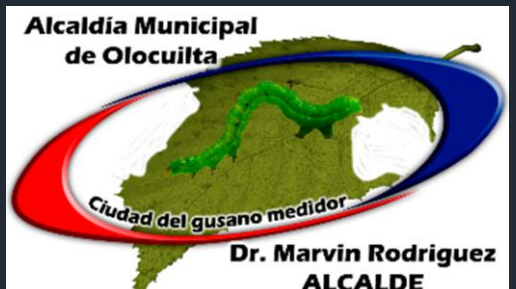 Alcaldía Municipal
de Olocuilta
Ciudad del gusano medidor
Dr. Marvin Rodriguez
ALCALDE